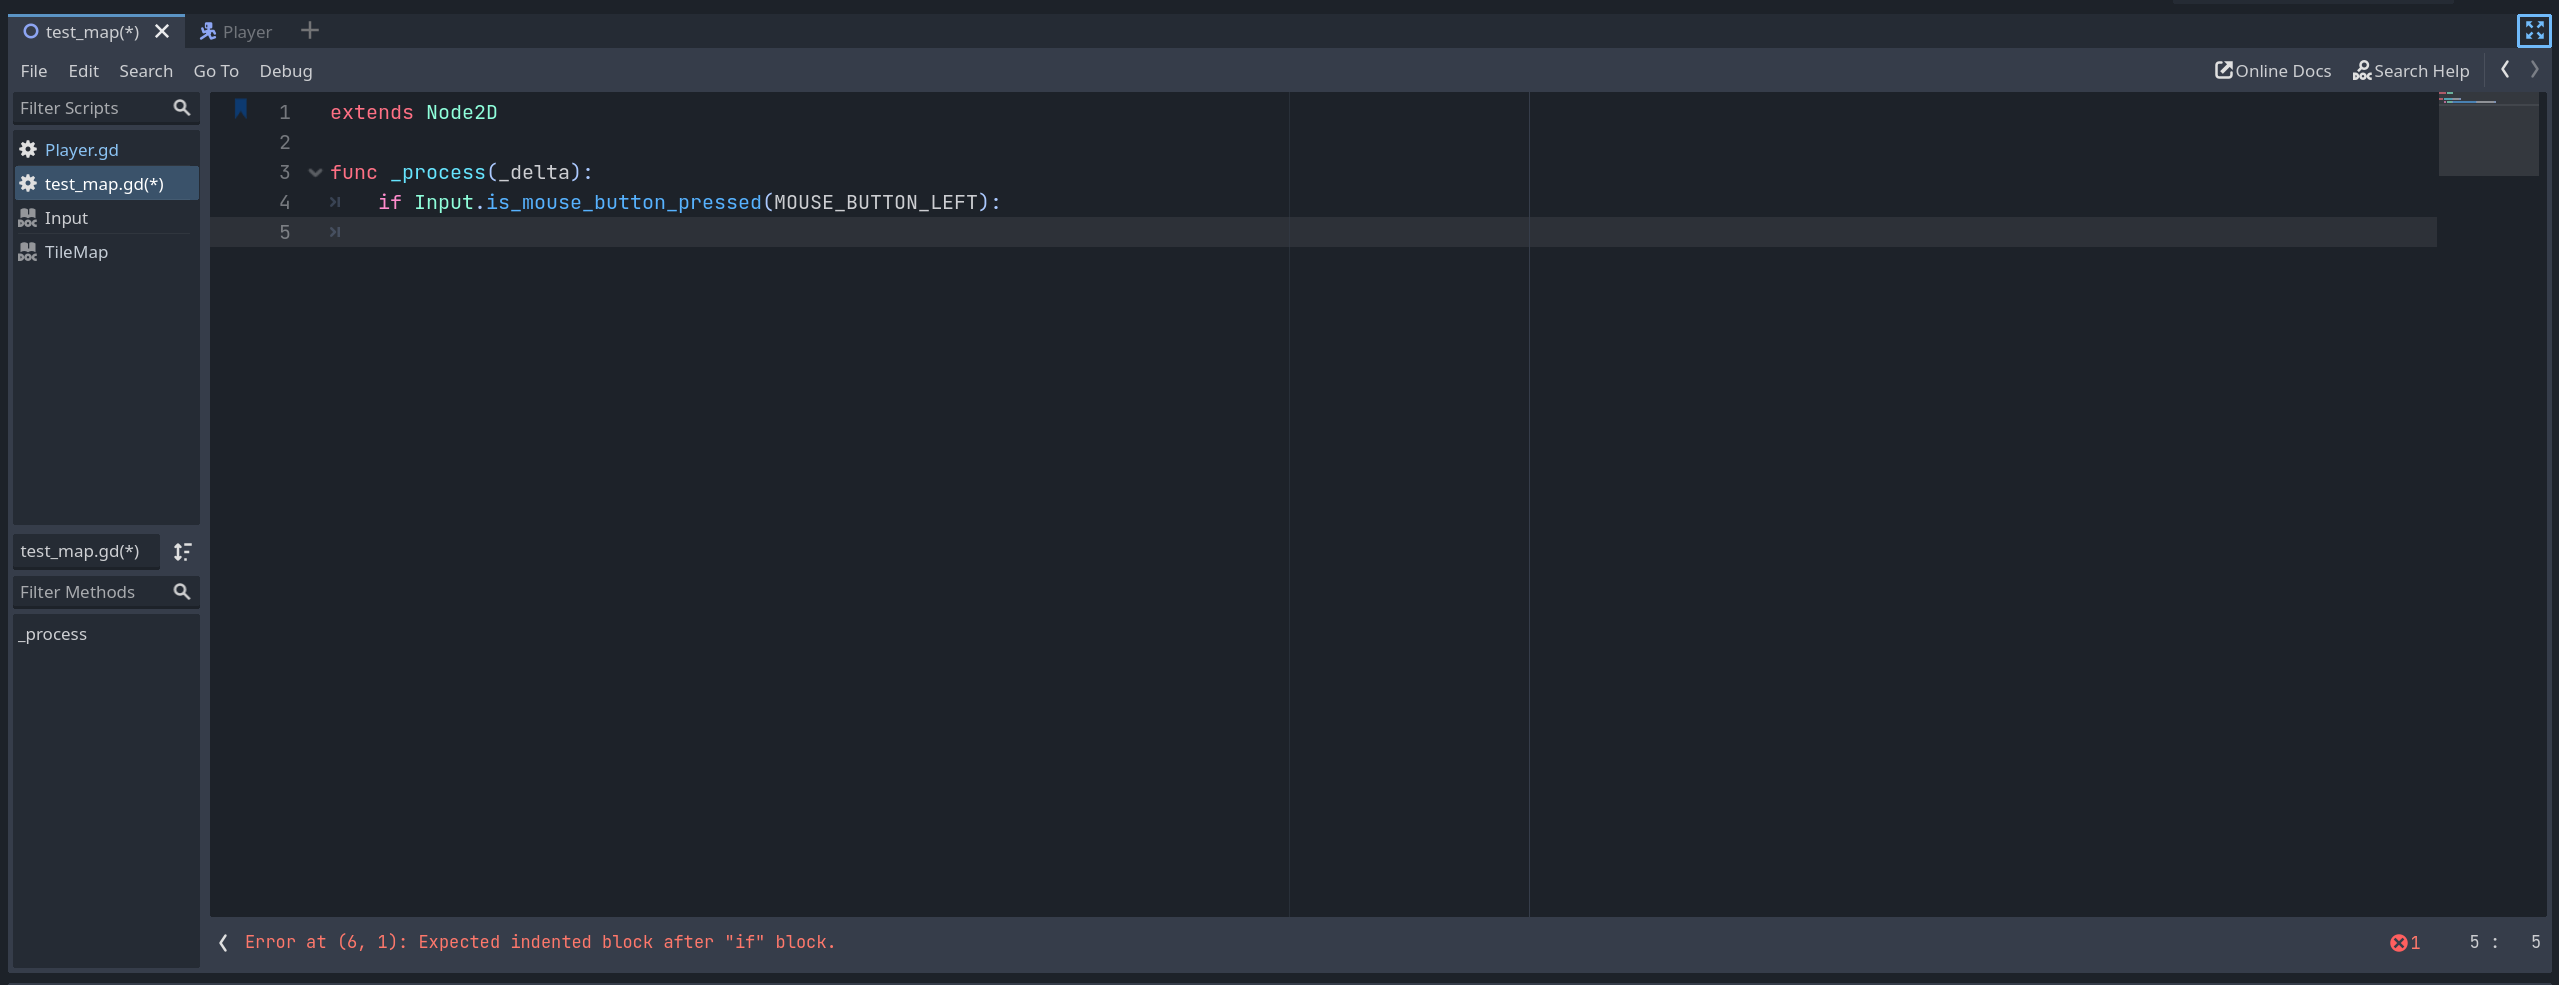 test_map(*) Player
File Edit Search Go To Debug Online Docs Search Help
Filter Scripts
Player.gd
test_map.gd(*)
DOC Input
DOC TileMap
test_map.gd(*)
Filter Methods
_process
1 extends Node2D
2
3 func _process(_delta):
4 if Input.is_mouse_button_pressed(MOUSE_BUTTON_LEFT):
5
Error at (6, 1): Expected indented block after "if" block. 1 5 : 5